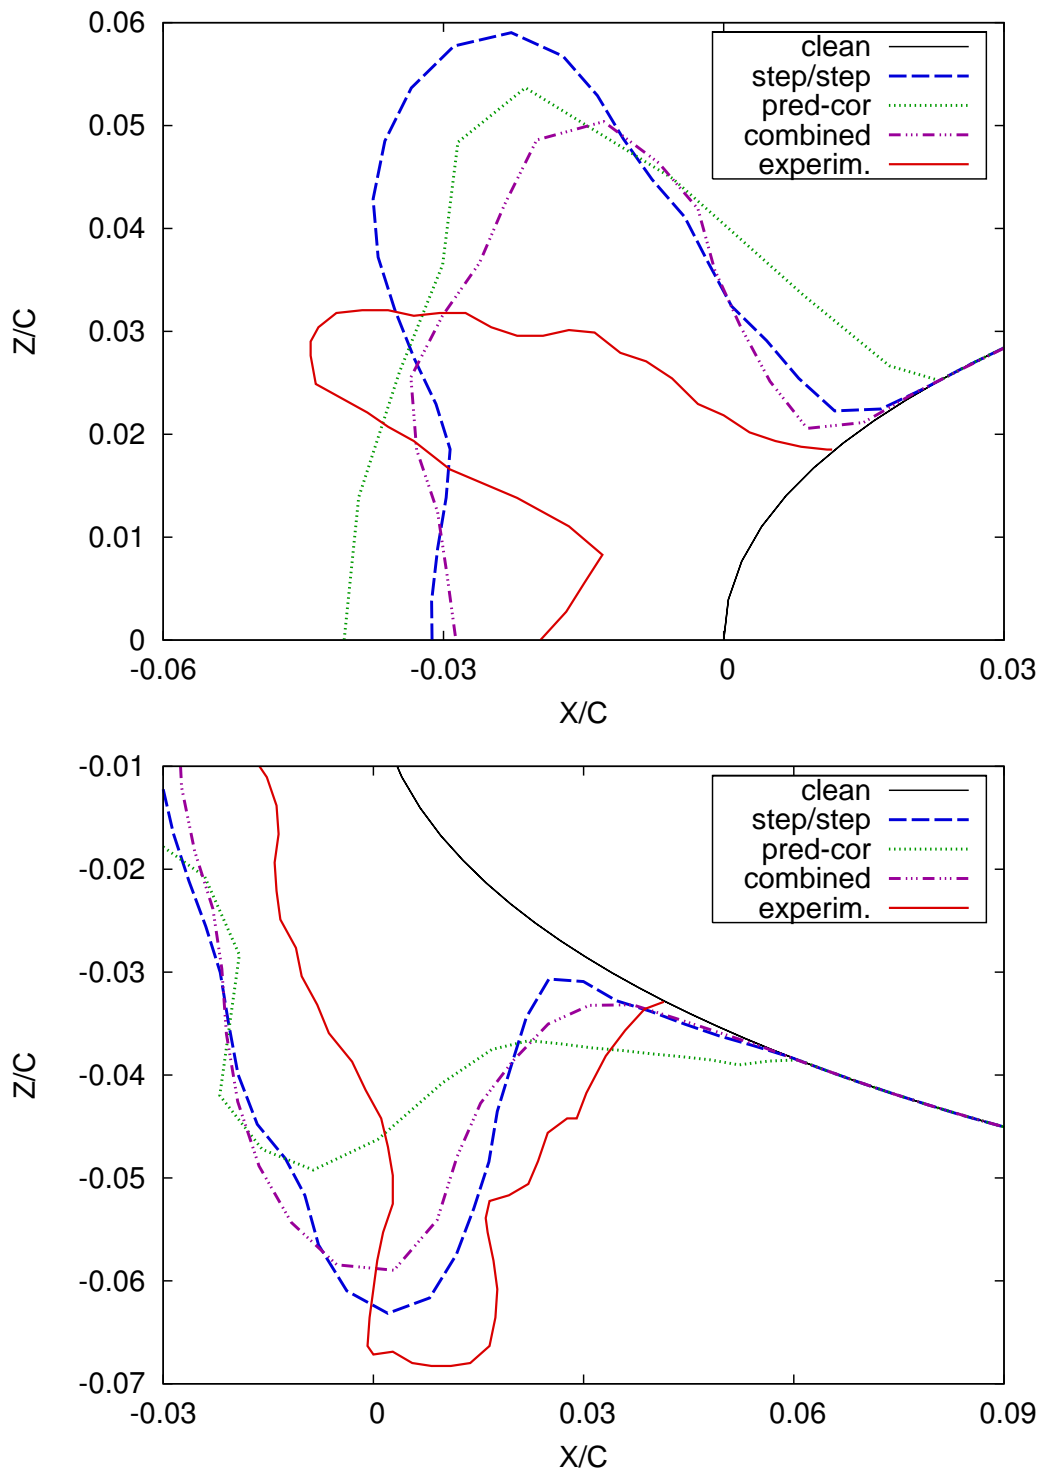 0.06
0.05
0.04
0.03
0.02
0.01
0
Z/C
-0.06
-0.03
0
0.03
X/C
clean
step/step
pred-cor
combined
experim.
-0.01
-0.02
-0.03
-0.04
-0.05
-0.06
-0.07
Z/C
-0.03
0
0.03
0.06
0.09
X/C
clean
step/step
pred-cor
combined
experim.